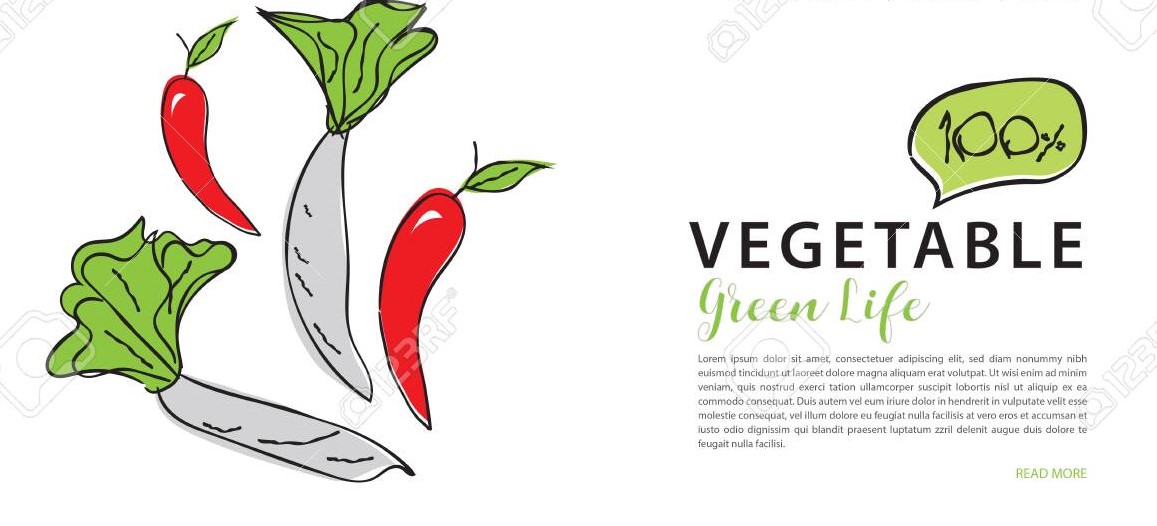 100%
VEGETABLE
Green Life
Lorem ipsum dolor sit amet, consectetuer adipiscing elit, sed diam nonummy nibh
euismod tincidunt ut laoreet dolore magna aliquam erat volutpat. Ut wisi enim ad minim
veniam, quis nostrud exerci tation ullamcorper suscipit lobortis nisl ut aliquip ex ea
commodo consequat. Duis autem vel eum iriure dolor in hendrerit in vulputate velit esse
molestie consequat, vel illum dolore eu feugiat nulla facilisis at vero eros et accumsan et
iusto odio dignissim qui blandit praesent luptatum zzril delenit augue duis dolore te
feugait nulla facilisi.
READ MORE
123RF